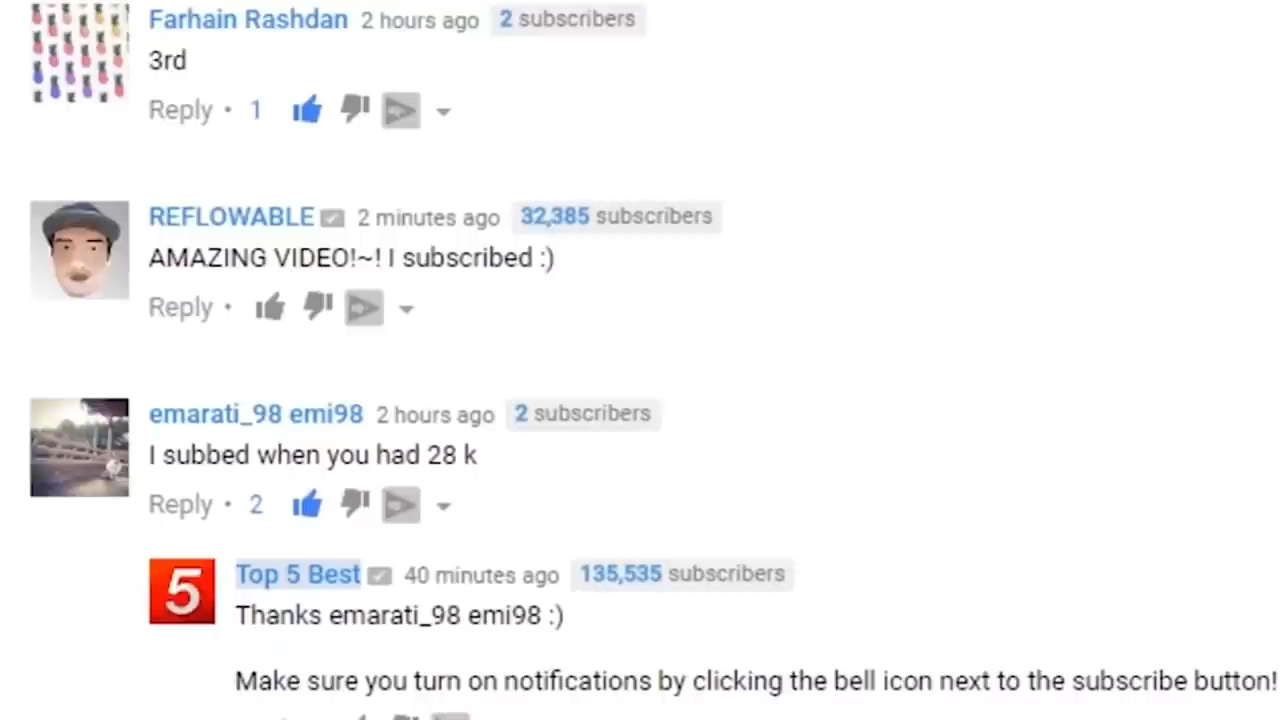 Farhain Rashdan 2 hours ago 2 subscribers
3rd
Reply • 1
REFLOWABLE 2 minutes ago 32,385 subscribers
AMAZING VIDEO!~! I subscribed :)
Reply •
emarati_98 emi98 2 hours ago 2 subscribers
I subbed when you had 28 k
Reply • 2
5
Top 5 Best 40 minutes ago 135,535 subscribers
Thanks emarati_98 emi98 :)
Make sure you turn on notifications by clicking the bell icon next to the subscribe button!